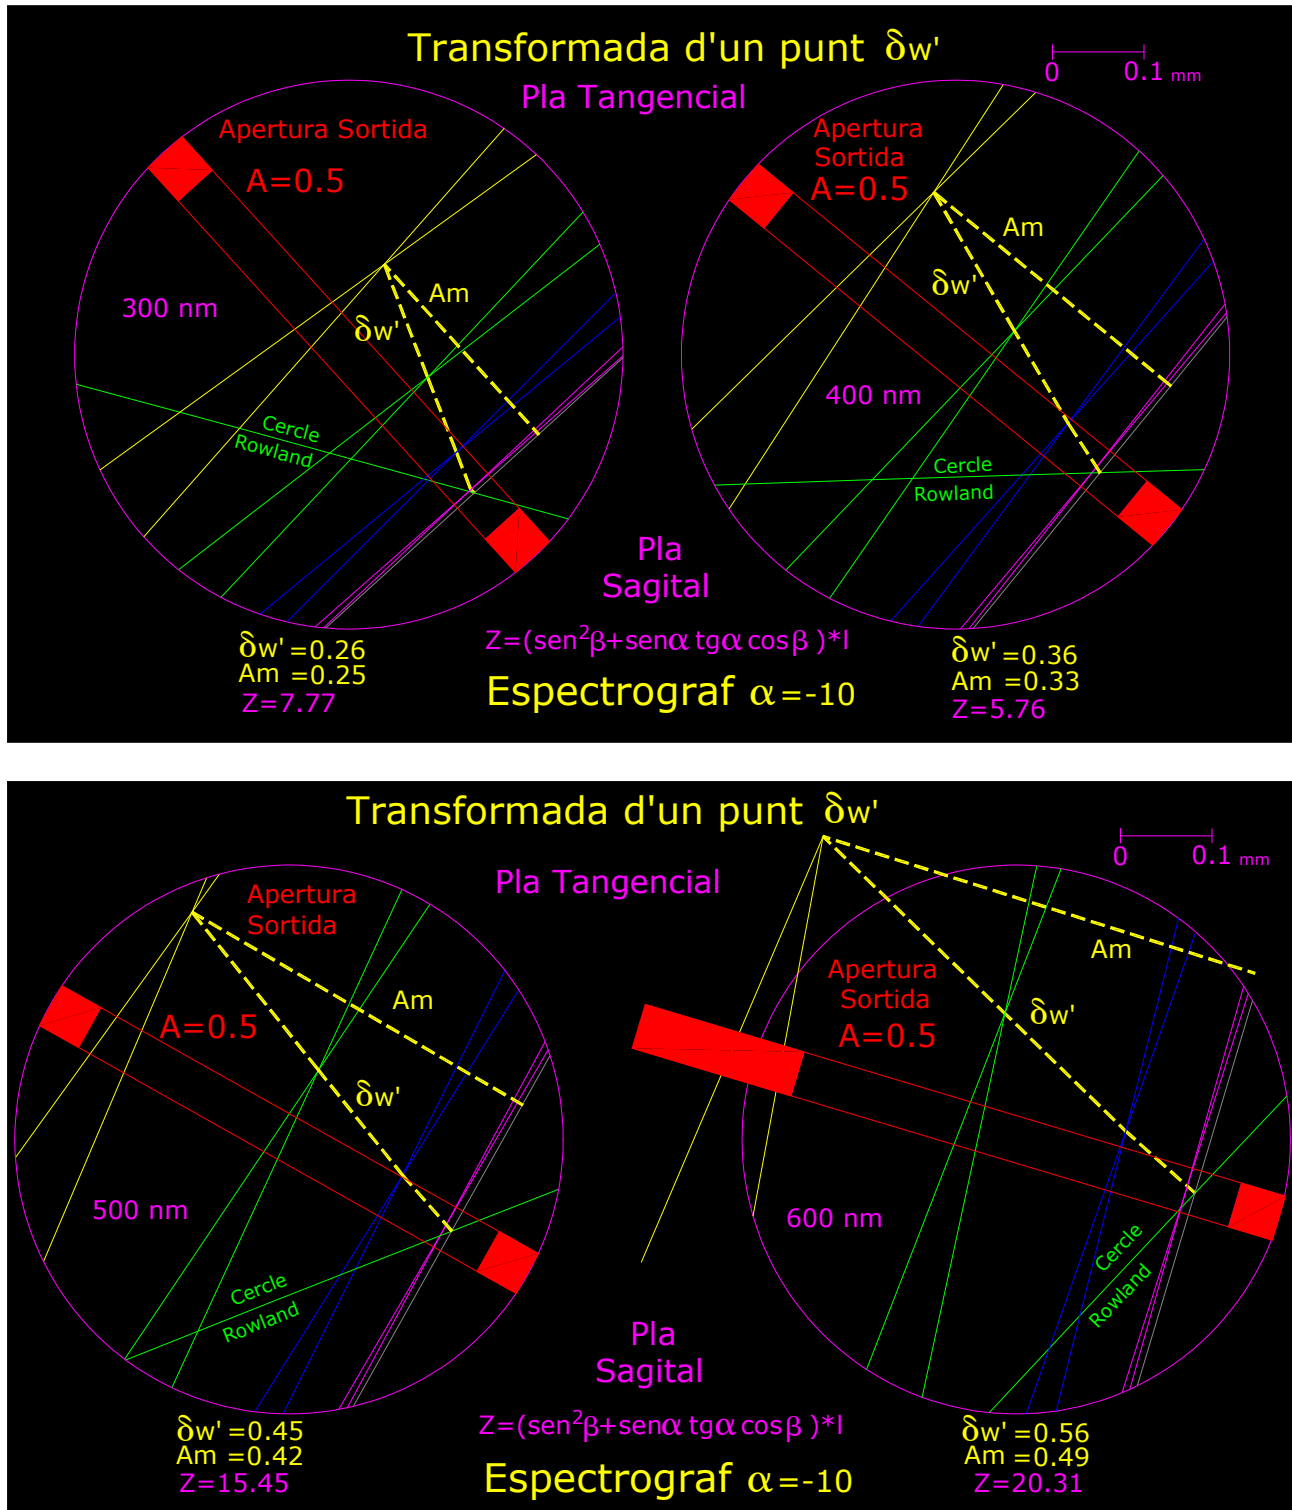 Transformada d'un punt δw'
0 0.1 mm
Pla Tangencial
Apertura Sortida
A=0.5
Apertura
Sortida
A=0.5
Am
δw'
300 nm
Am
δw'
400 nm
Cercle
Rowland
Cercle
Rowland
Pla
Sagital
δw'=0.26
Am =0.25
Z=7.77
Z=(sen²β+senα tgα cosβ )*l
Espectrograf α=-10
δw'=0.36
Am =0.33
Z=5.76
Transformada d'un punt δw'
0 0.1 mm
Pla Tangencial
Apertura
Sortida
A=0.5
Am
δw'
500 nm
Cercle
Rowland
Am
Apertura
Sortida
A=0.5
δw'
600 nm
Cercle
Rowland
Pla
Sagital
δw'=0.45
Am =0.42
Z=15.45
Z=(sen²β+senα tgα cosβ )*l
Espectrograf α=-10
δw'=0.56
Am =0.49
Z=20.31